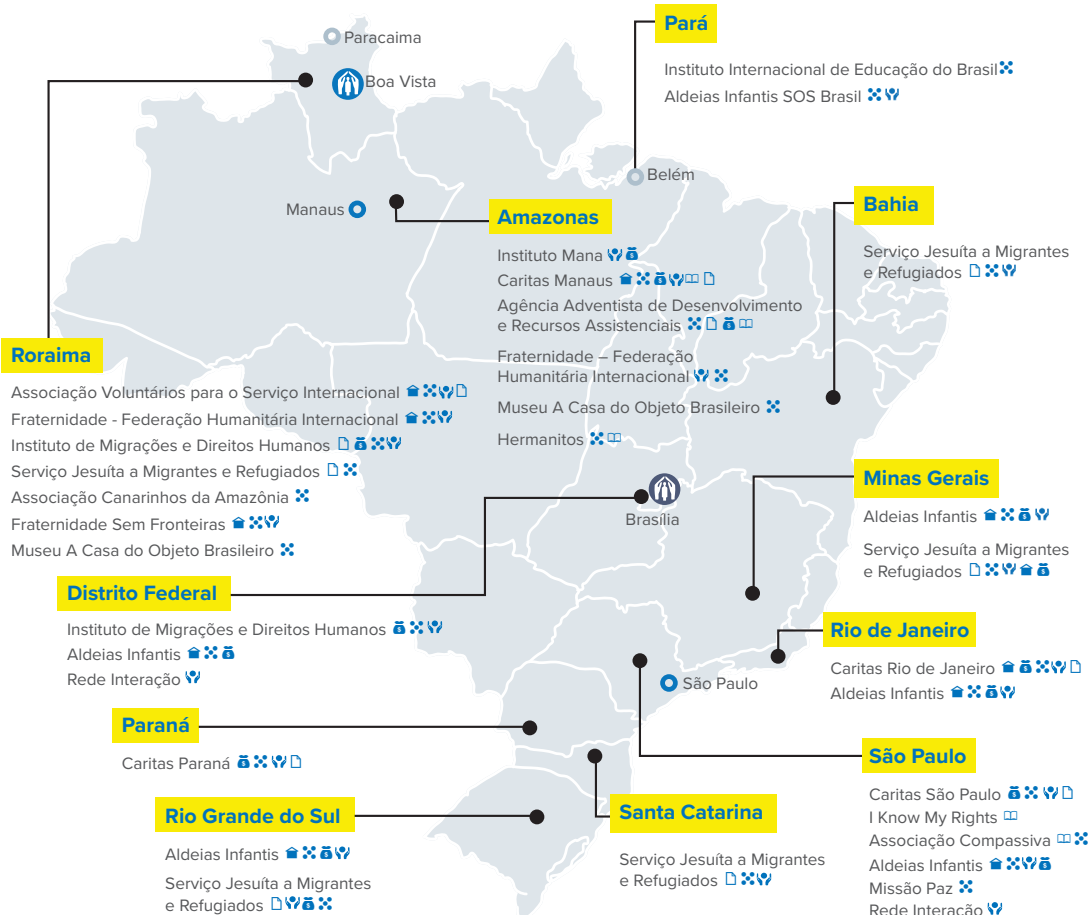 Paracaima
Boa Vista
Pará
Instituto Internacional de Educação do Brasil
Aldeias Infantis SOS Brasil
Belém
Manaus
Amazonas
Instituto Mana
Caritas Manaus
Agência Adventista de Desenvolvimento
e Recursos Assistenciais
Fraternidade – Federação
Humanitária Internacional
Museu A Casa do Objeto Brasileiro
Hermanitos
Bahia
Serviço Jesuíta a Migrantes
e Refugiados
Roraima
Associação Voluntários para o Serviço Internacional
Fraternidade - Federação Humanitária Internacional
Instituto de Migrações e Direitos Humanos
Serviço Jesuíta a Migrantes e Refugiados
Associação Canarinhos da Amazônia
Fraternidade Sem Fronteiras
Museu A Casa do Objeto Brasileiro
Brasília
Minas Gerais
Aldeias Infantis
Serviço Jesuíta a Migrantes
e Refugiados
Distrito Federal
Instituto de Migrações e Direitos Humanos
Aldeias Infantis
Rede Interação
Rio de Janeiro
Caritas Rio de Janeiro
Aldeias Infantis
São Paulo
Paraná
Caritas Paraná
São Paulo
Caritas São Paulo
I Know My Rights
Associação Compassiva
Aldeias Infantis
Missão Paz
Rede Interação
Rio Grande do Sul
Aldeias Infantis
Serviço Jesuíta a Migrantes
e Refugiados
Santa Catarina
Serviço Jesuíta a Migrantes
e Refugiados